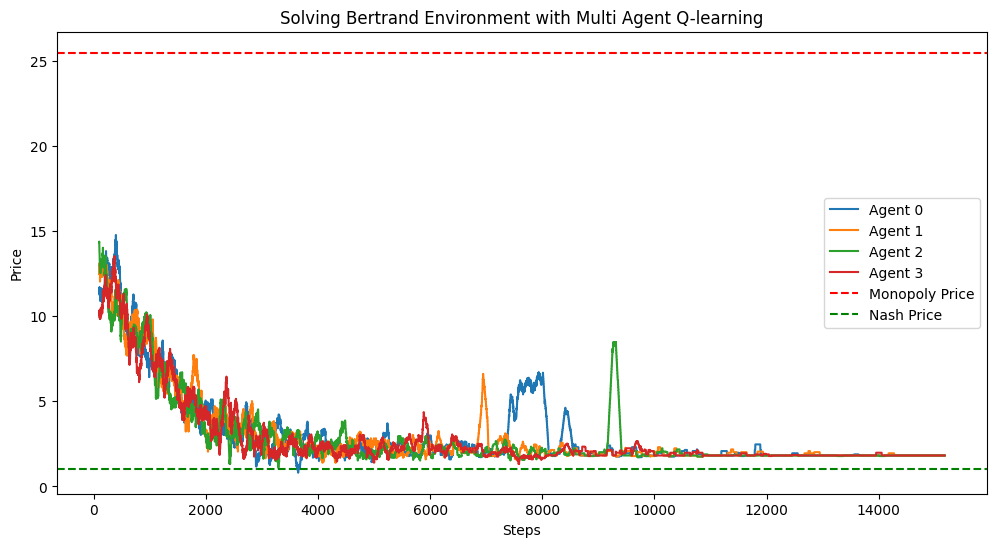 Solving Bertrand Environment with Multi Agent Q-learning
Price
25
20
15
10
5
0
Agent 0
Agent 1
Agent 2
Agent 3
Monopoly Price
Nash Price
0 2000 4000 6000 8000 10000 12000 14000
Steps